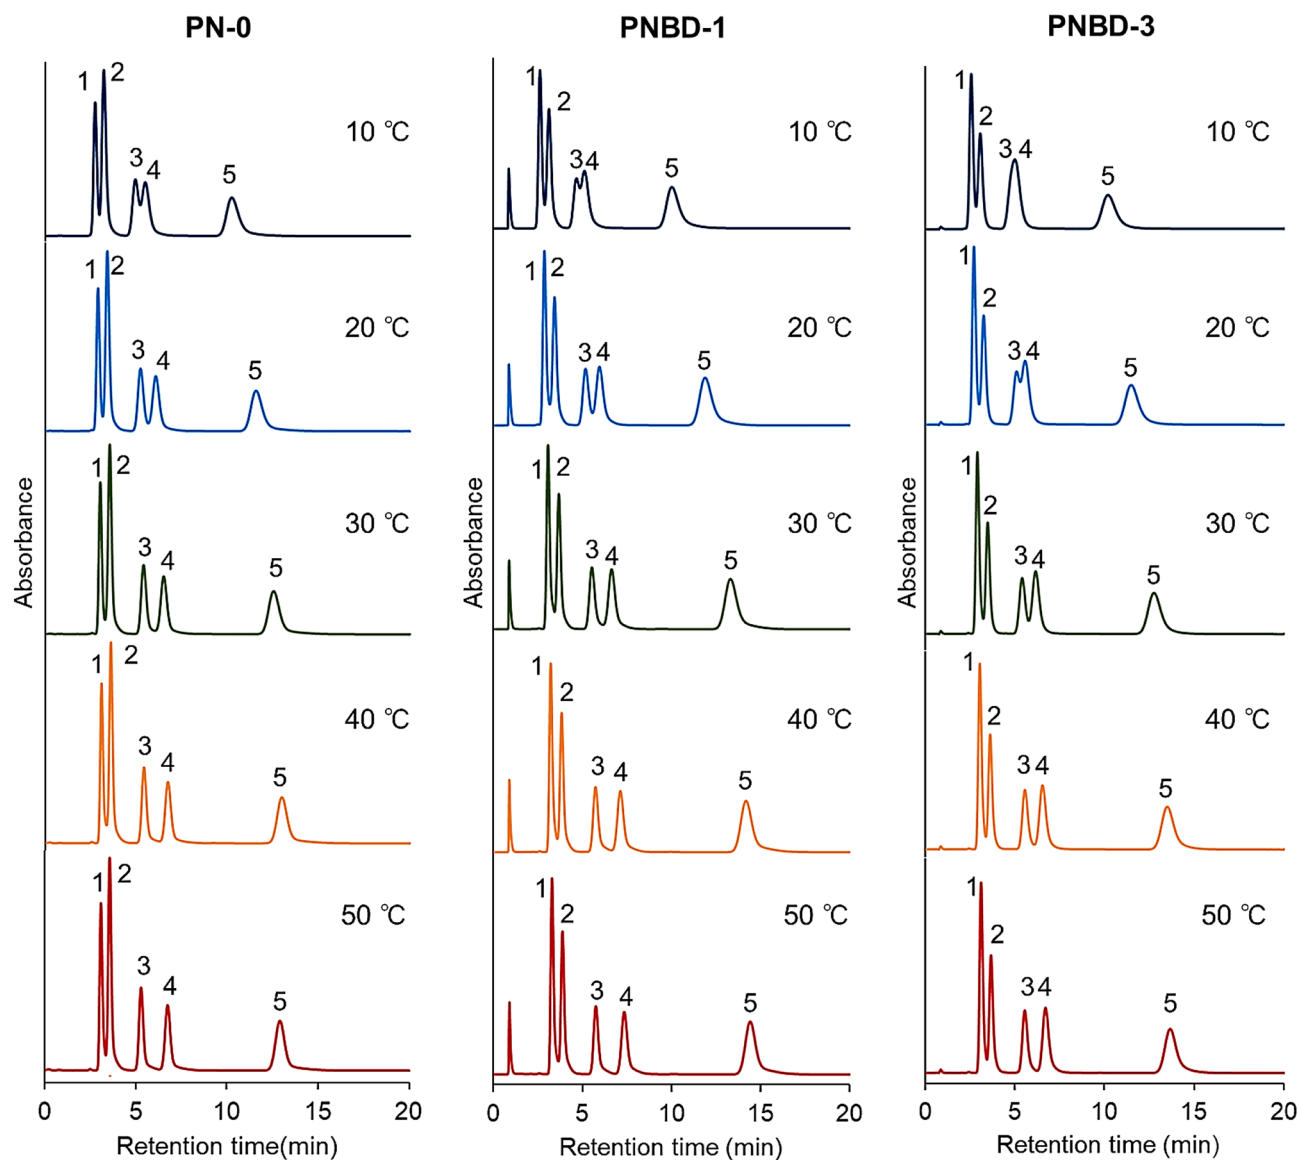 PN-0
PNBD-1
PNBD-3
1 2 3 4 5 10 ℃
1 2 3 4 5 10 ℃
1 2 3 4 5 10 ℃
1 2 3 4 5 20 ℃
1 2 3 4 5 20 ℃
1 2 3 4 5 20 ℃
1 2 3 4 5 30 ℃
1 2 3 4 5 30 ℃
1 2 3 4 5 30 ℃
Absorbance
Absorbance
Absorbance
1 2 3 4 5 40 ℃
1 2 3 4 5 40 ℃
1 2 3 4 5 40 ℃
1 2 3 4 5 50 ℃
1 2 3 4 5 50 ℃
1 2 3 4 5 50 ℃
0 5 10 15 20
0 5 10 15 20
0 5 10 15 20
Retention time(min)
Retention time (min)
Retention time (min)